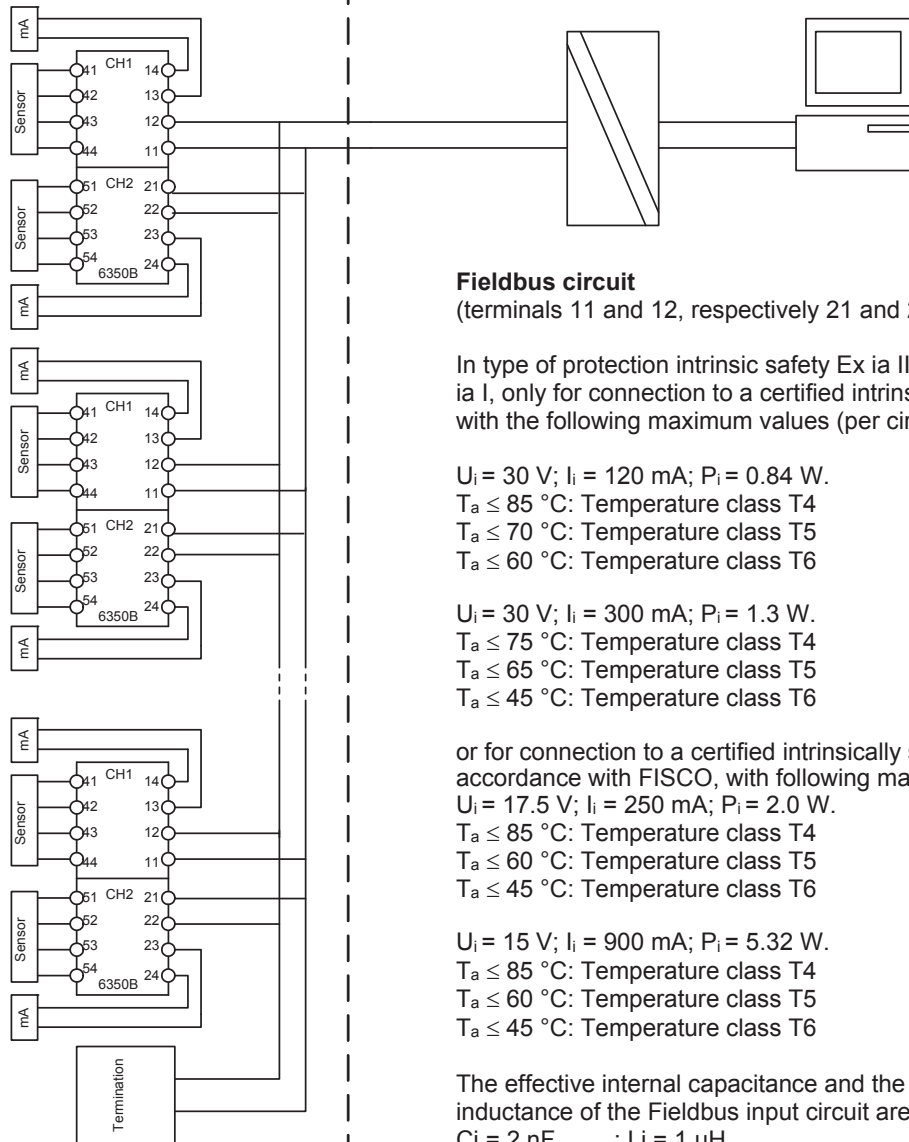 mA
Sensor
41 CH1 14
42 13
43 12
44 11
51 CH2 21
52 22
53 23
54 24
6350B
Sensor
mA
mA
Sensor
41 CH1 14
42 13
43 12
44 11
51 CH2 21
52 22
53 23
54 24
6350B
Sensor
mA
mA
Sensor
41 CH1 14
42 13
43 12
44 11
51 CH2 21
52 22
53 23
54 24
6350B
Sensor
mA
Termination
Fieldbus circuit
(terminals 11 and 12, respectively 21 and
In type of protection intrinsic safety Ex ia
ia I, only for connection to a certified
with the following maximum values (per
Ui = 30 V; Ii = 120 mA; Pi = 0.84 W.
Ta ≤ 85 °C: Temperature class T4
Ta ≤ 70 °C: Temperature class T5
Ta ≤ 60 °C: Temperature class T6
Ui = 30 V; Ii = 300 mA; Pi = 1.3 W.
Ta ≤ 75 °C: Temperature class T4
Ta ≤ 65 °C: Temperature class T5
Ta ≤ 45 °C: Temperature class T6
or for connection to a certified intrinsically
accordance with FISCO, with following
Ui = 17.5 V; Ii = 250 mA; Pi = 2.0 W.
Ta ≤ 85 °C: Temperature class T4
Ta ≤ 60 °C: Temperature class T5
Ta ≤ 45 °C: Temperature class T6
Ui = 15 V; Ii = 900 mA; Pi = 5.32 W.
Ta ≤ 85 °C: Temperature class T4
Ta ≤ 60 °C: Temperature class T5
Ta ≤ 45 °C: Temperature class T6
The effective internal capacitance and the
inductance of the Fieldbus input circuit are
Ci = 2 nF ; Li = 1 µH